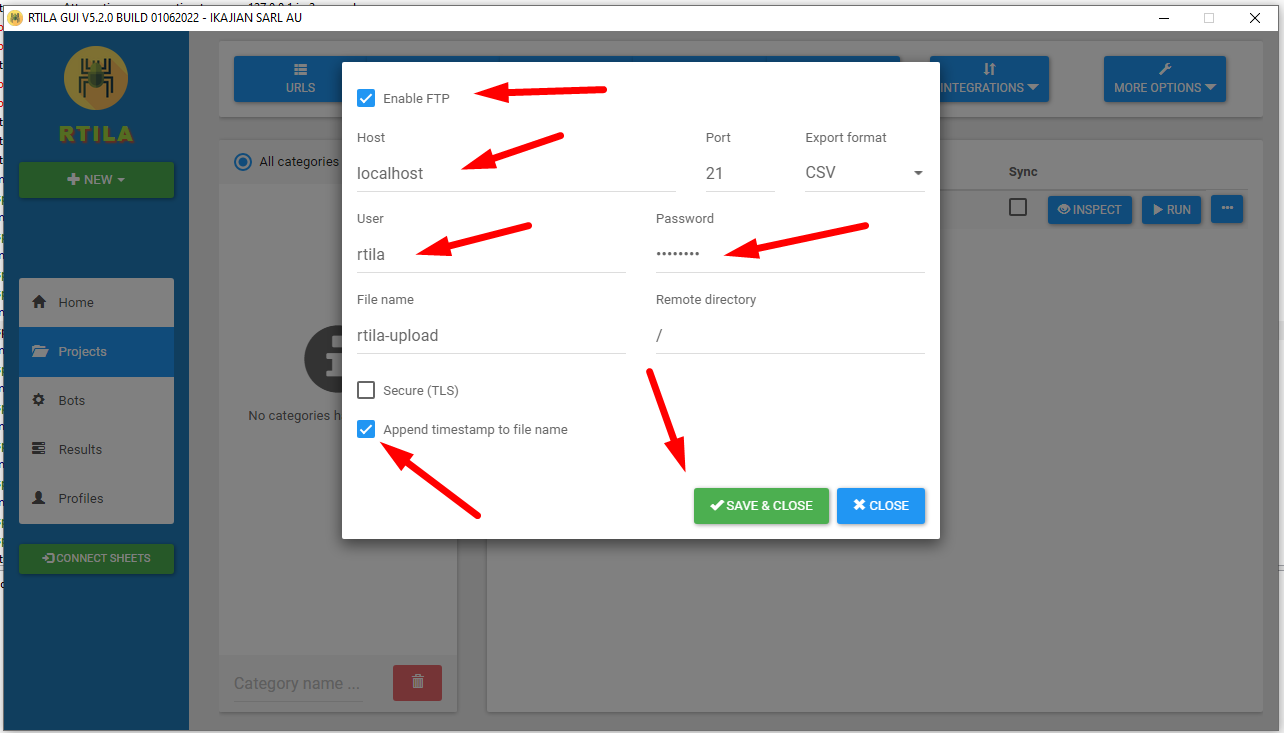 RTILA GUI V5.2.0 BUILD 01062022 - IKAJIAN SARL AU
RTILA
NEW
Home
Projects
Bots
Results
Profiles
CONNECT SHEETS
URLS
INTEGRATIONS
MORE OPTIONS
All categories
No categories h
Category name ...
Sync
INSPECT
RUN
Enable FTP
Host
Port
Export format
localhost
21
CSV
User
Password
rtila
••••••••
File name
Remote directory
rtila-upload
/
Secure (TLS)
Append timestamp to file name
SAVE & CLOSE
CLOSE